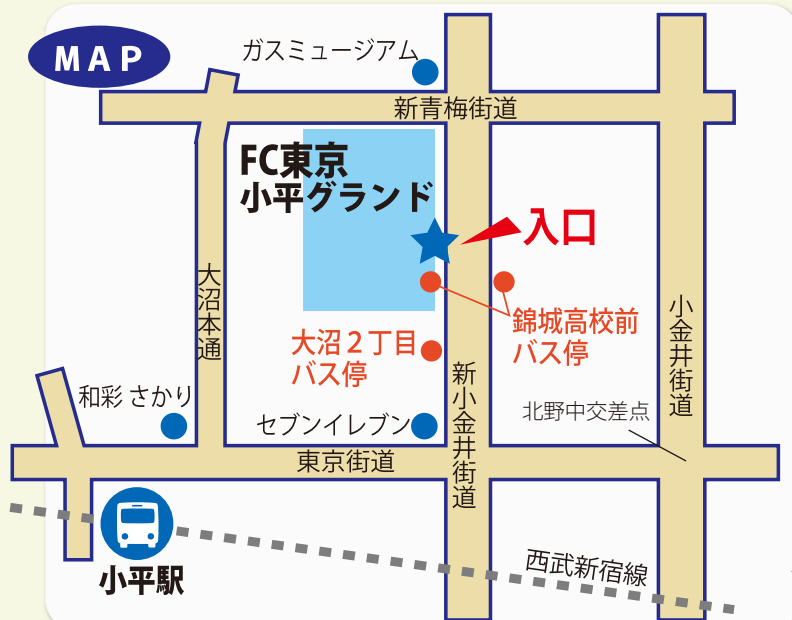 MAP
ガスミュージアム
新青梅街道
FC東京
小平グランド
入口
大沼本通
錦城高校前
バス停
大沼２丁目
バス停
小金井街道
新小金井街道
和彩 さかり
セブンイレブン
北野中交差点
東京街道
小平駅
西武新宿線